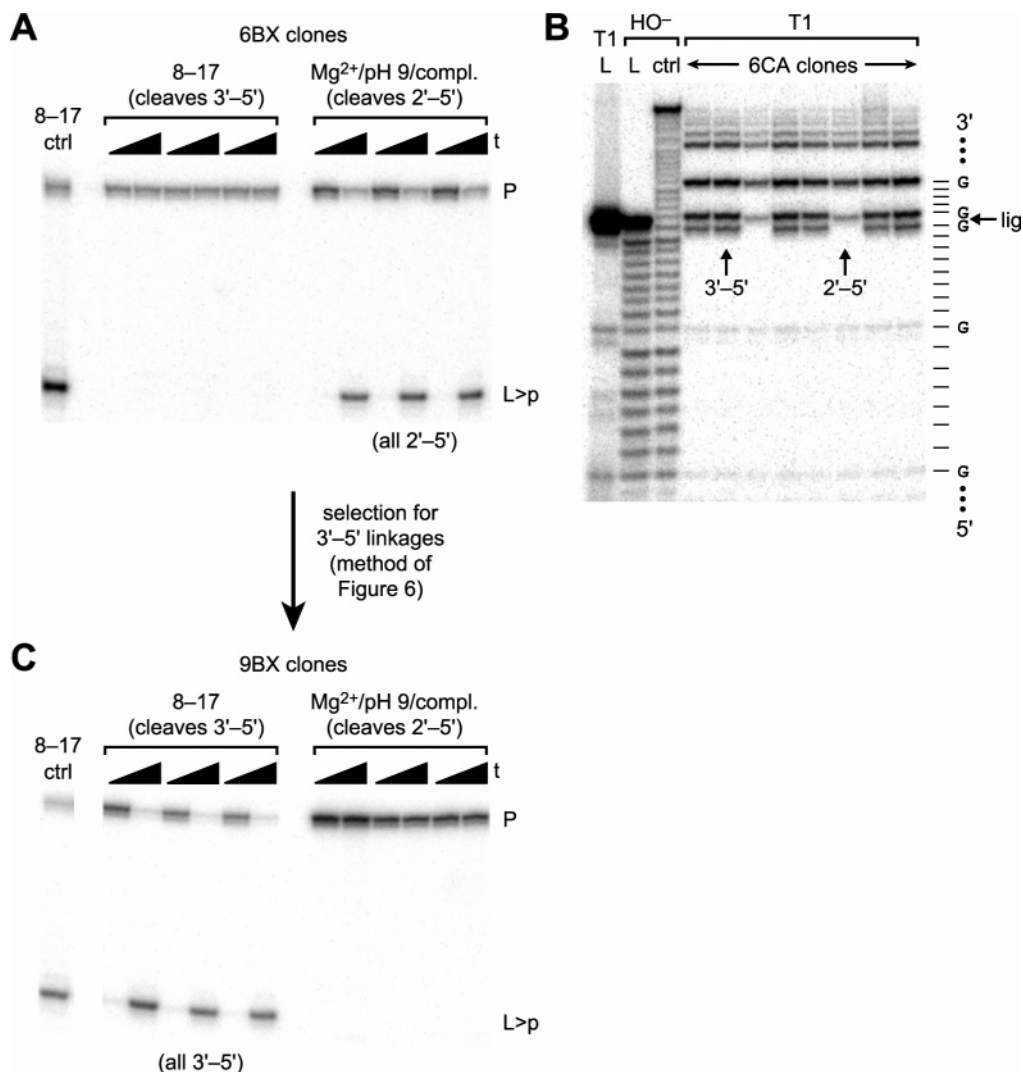 A
6BX clones
8–17
(cleaves 3'–5')
Mg2+/pH 9/compl.
(cleaves 2'–5')
8–17
ctrl
t
P
L>p
(all 2'–5')
selection for
3'–5' linkages
(method of
Figure 6)
B
HO–
T1
T1
L
L
ctrl
6CA clones
3'
G
G
lig
G
3'–5'
2'–5'
G
G
5'
C
9BX clones
8–17
(cleaves 3'–5')
Mg2+/pH 9/compl.
(cleaves 2'–5')
8–17
ctrl
t
P
L>p
(all 3'–5')